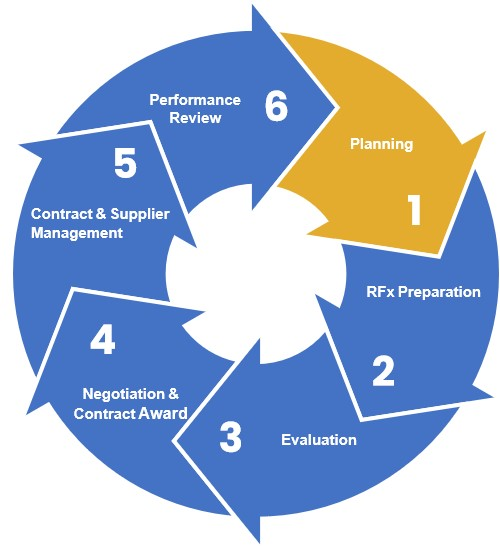 Planning
1
RFx Preparation
2
Evaluation
3
Negotiation &
Contract Award
4
Contract & Supplier
Management
5
Performance
Review
6